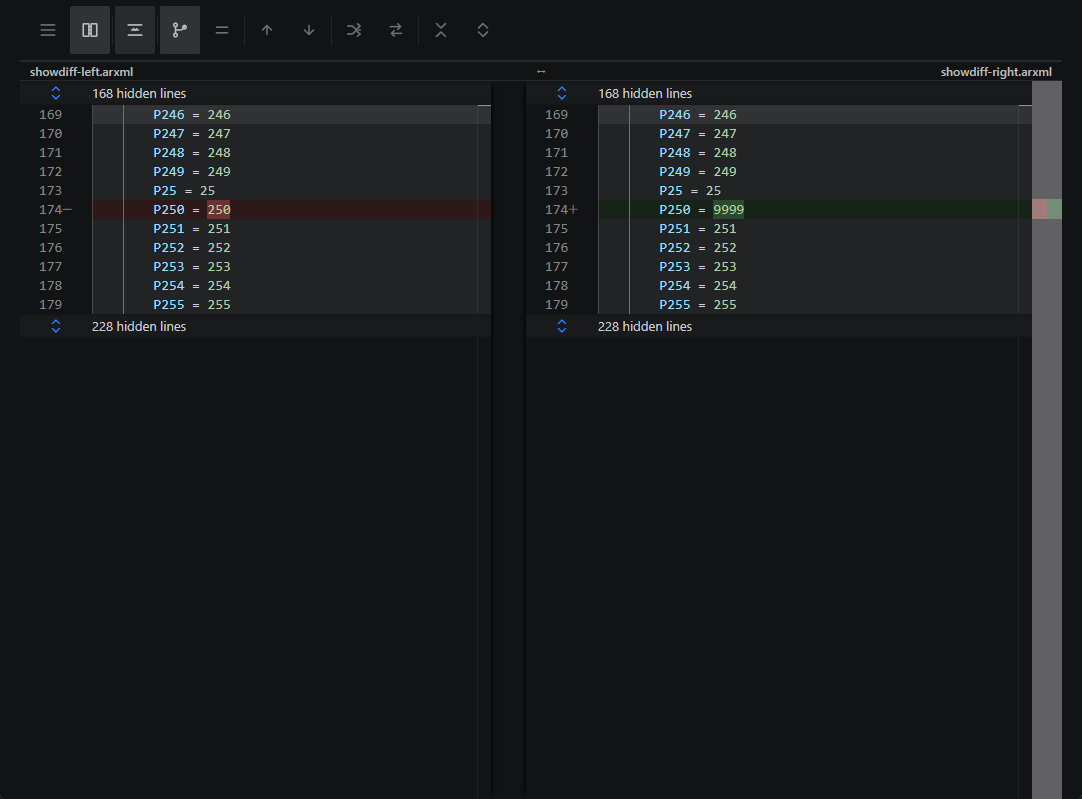 showdiff-left.arxml ↔ showdiff-right.arxml
168 hidden lines
169 P246 = 246
170 P247 = 247
171 P248 = 248
172 P249 = 249
173 P25 = 25
174− P250 = 250
175 P251 = 251
176 P252 = 252
177 P253 = 253
178 P254 = 254
179 P255 = 255
228 hidden lines
168 hidden lines
169 P246 = 246
170 P247 = 247
171 P248 = 248
172 P249 = 249
173 P25 = 25
174+ P250 = 9999
175 P251 = 251
176 P252 = 252
177 P253 = 253
178 P254 = 254
179 P255 = 255
228 hidden lines